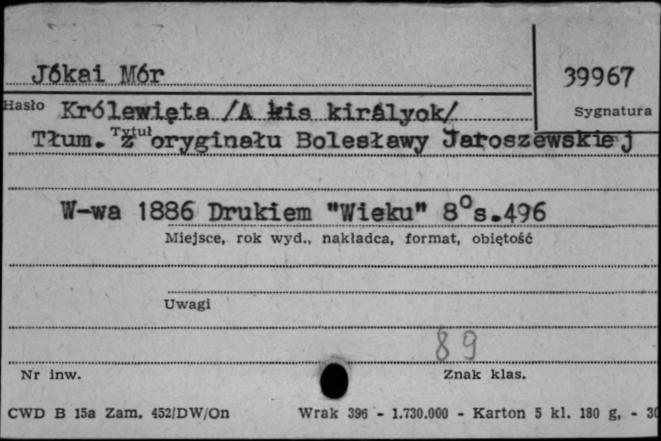 Jókai Mór
39967
Hasło Królewięta /A kis királyok/
Sygnatura
Tytuł
Tłum. z oryginału Bolesławy Jaroszewskiej
W-wa 1886 Drukiem "Wieku" 8° s.496
Miejsce, rok wyd., nakładca, format, objętość
Uwagi
89
Nr inw.
Znak klas.
CWD B 15a Zam. 452/DW/On Wrak 396 - 1.730.000 - Karton 5 kl. 180 g, - 30